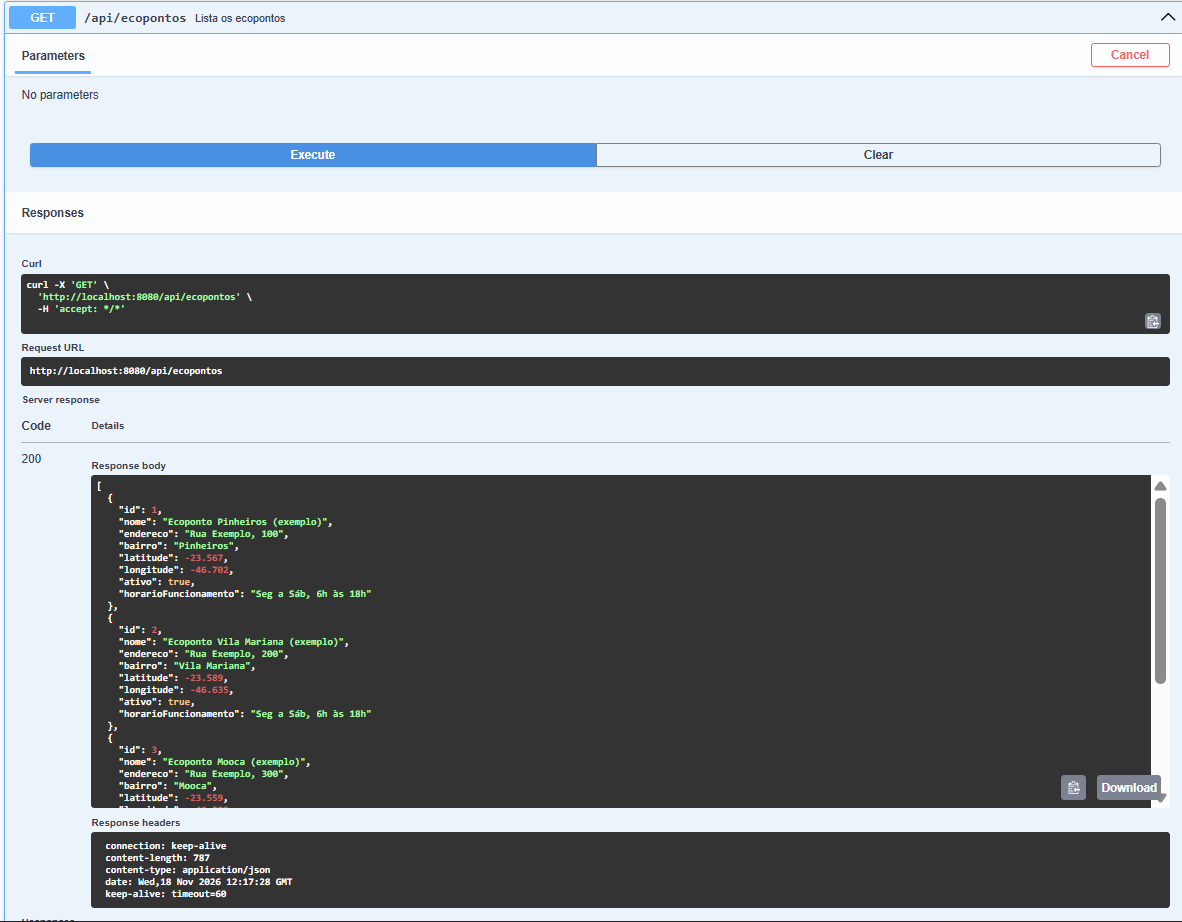 GET /api/ecopontos Lista os ecopontos
Parameters
Cancel
No parameters
Execute
Clear
Responses
Curl
curl -X 'GET' \
'http://localhost:8080/api/ecopontos' \
-H 'accept: */*'
Request URL
http://localhost:8080/api/ecopontos
Server response
Code Details
200
Response body
[
{
"id": 1,
"nome": "Ecoponto Pinheiros (exemplo)",
"endereco": "Rua Exemplo, 100",
"bairro": "Pinheiros",
"latitude": -23.567,
"longitude": -46.702,
"ativo": true,
"horarioFuncionamento": "Seg a Sáb, 6h às 18h"
},
{
"id": 2,
"nome": "Ecoponto Vila Mariana (exemplo)",
"endereco": "Rua Exemplo, 200",
"bairro": "Vila Mariana",
"latitude": -23.589,
"longitude": -46.635,
"ativo": true,
"horarioFuncionamento": "Seg a Sáb, 6h às 18h"
},
{
"id": 3,
"nome": "Ecoponto Mooca (exemplo)",
"endereco": "Rua Exemplo, 300",
"bairro": "Mooca",
"latitude": -23.559,
Download
Response headers
connection: keep-alive
content-length: 787
content-type: application/json
date: Wed,18 Nov 2026 12:17:28 GMT
keep-alive: timeout=60